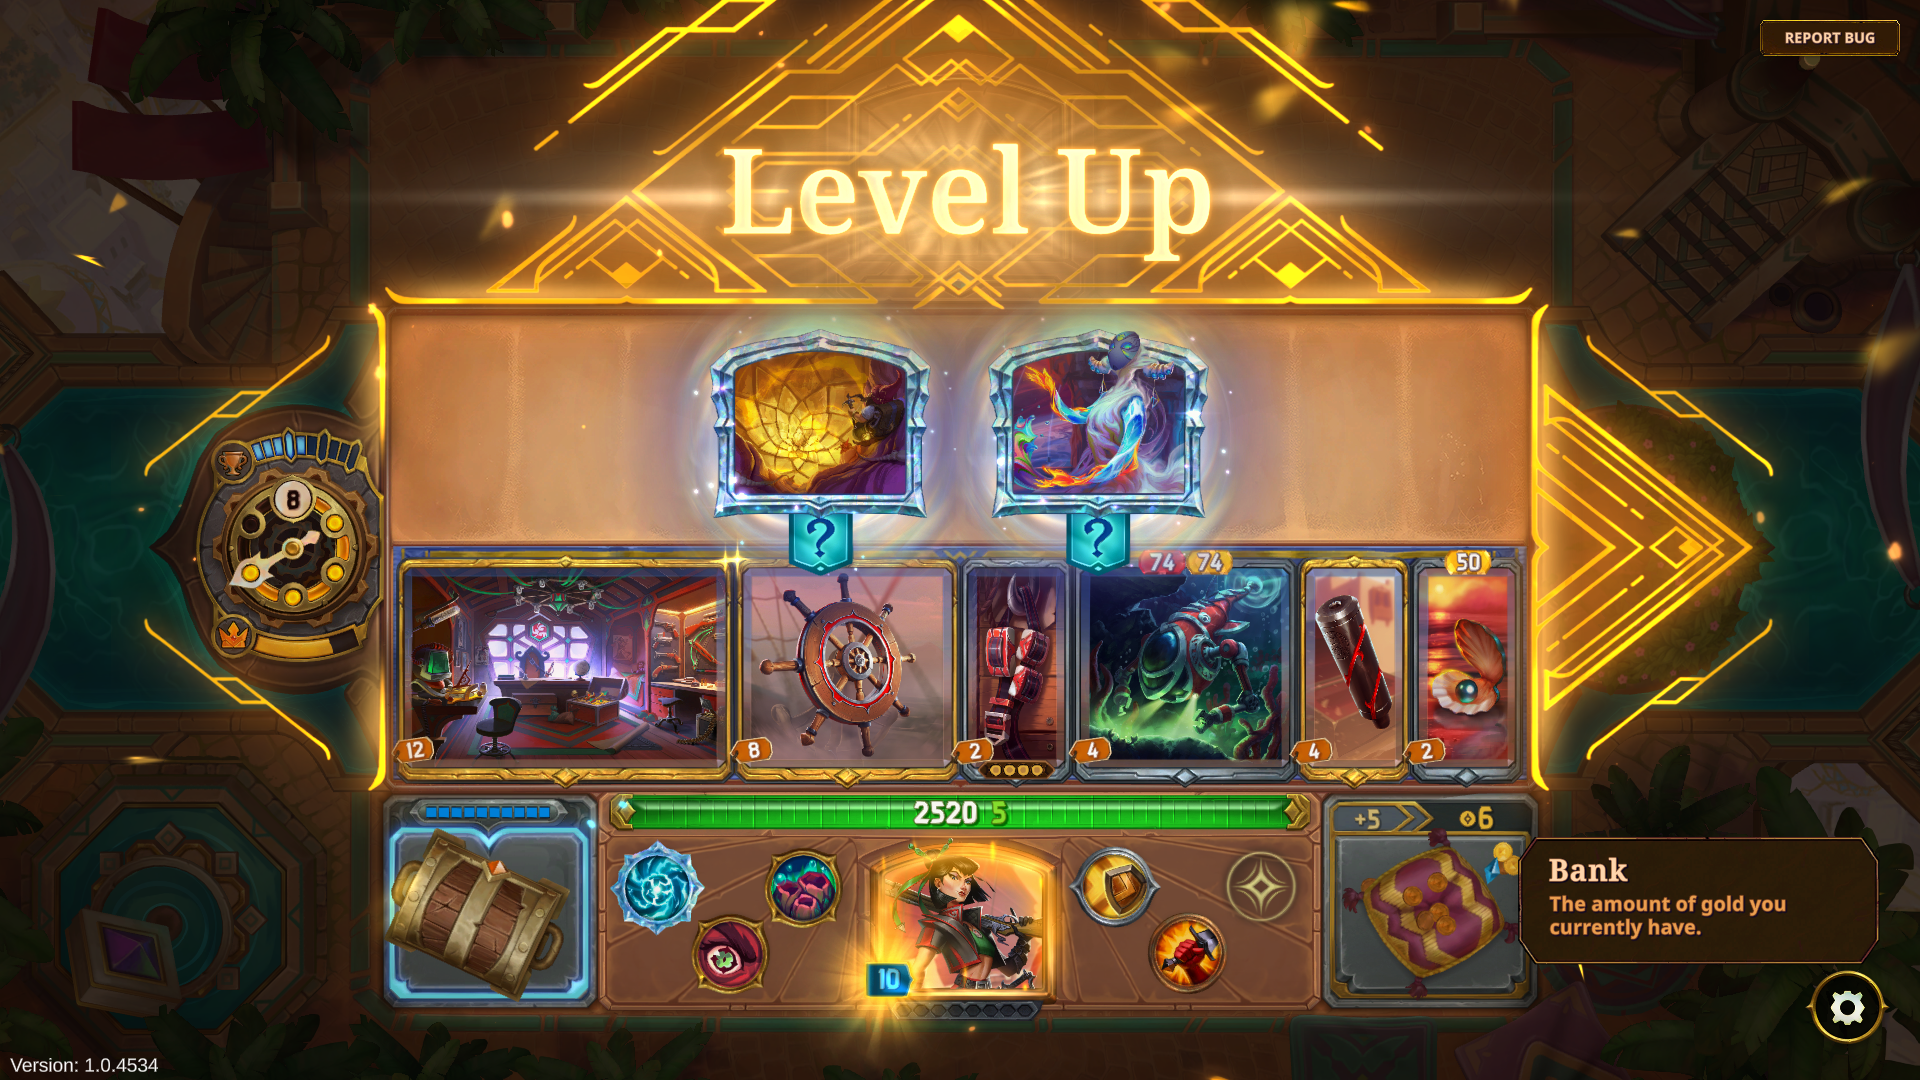 REPORT BUG
Level Up
8
?
?
74
74
50
12
8
2
4
4
2
2520 5
+5
6
Bank
The amount of gold you
currently have.
10
Version: 1.0.4534